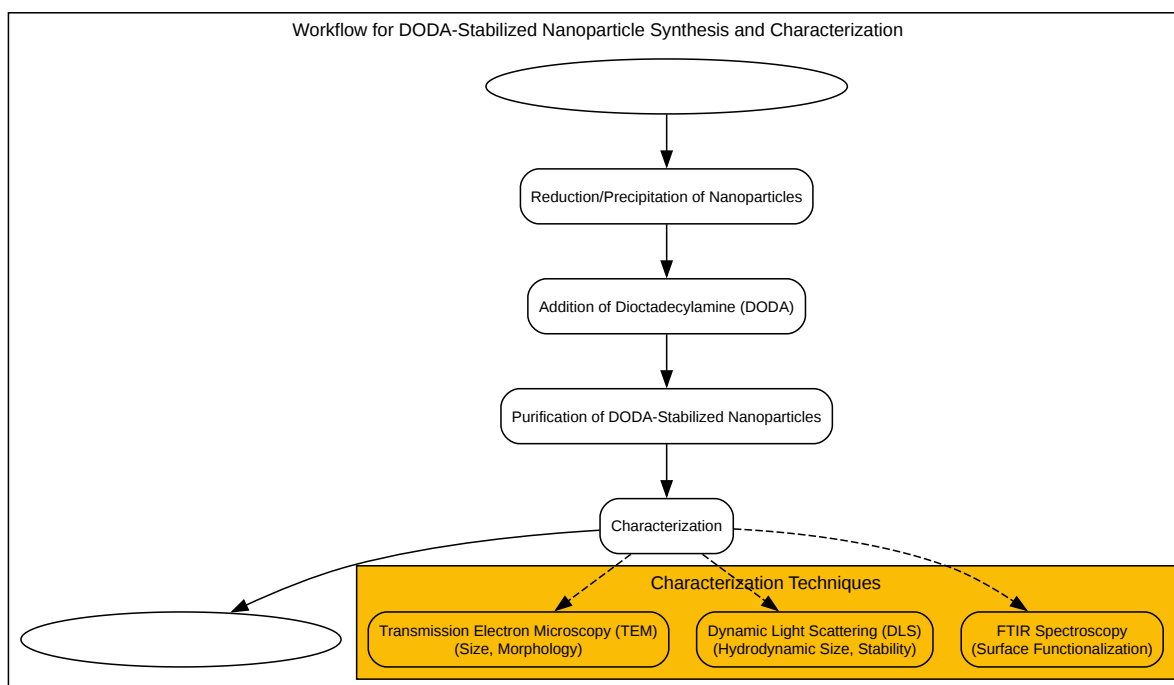 Workflow for DODA-Stabilized Nanoparticle Synthesis and Characterization
Reduction/Precipitation of Nanoparticles
Addition of Dioctadecylamine (DODA)
Purification of DODA-Stabilized Nanoparticles
Characterization
Characterization Techniques
Transmission Electron Microscopy (TEM)
(Size, Morphology)
Dynamic Light Scattering (DLS)
(Hydrodynamic Size, Stability)
FTIR Spectroscopy
(Surface Functionalization)